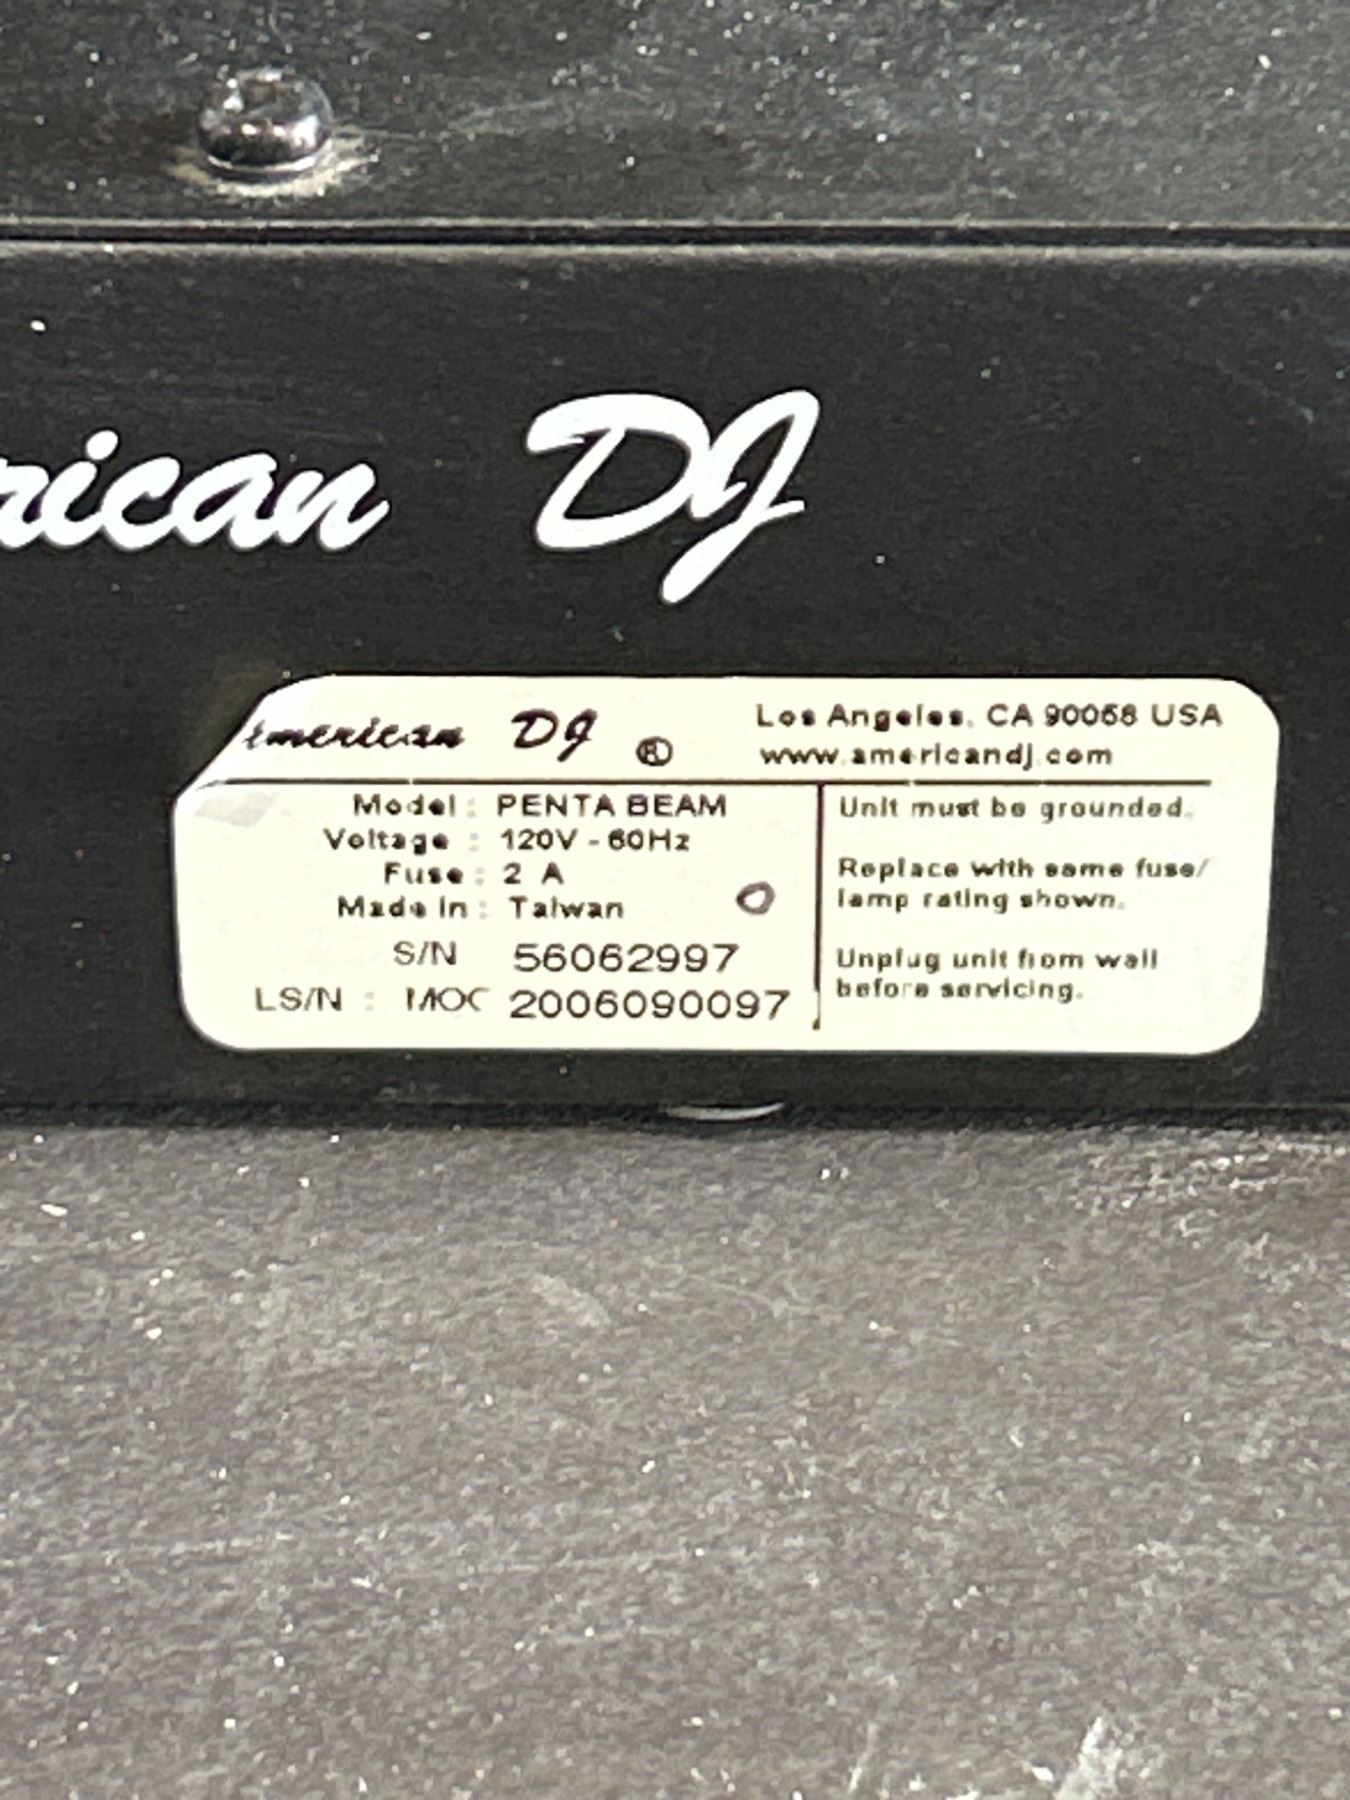 rican DJ
American DJ ® Los Angeles, CA 90058 USA
www.americandj.com
Model : PENTA BEAM
Voltage : 120V - 60Hz
Fuse : 2 A
Made in : Taiwan
S/N 56062997
LS/N : MOC 2006090097
Unit must be grounded.
Replace with same fuse/
lamp rating shown.
Unplug unit from wall
before servicing.